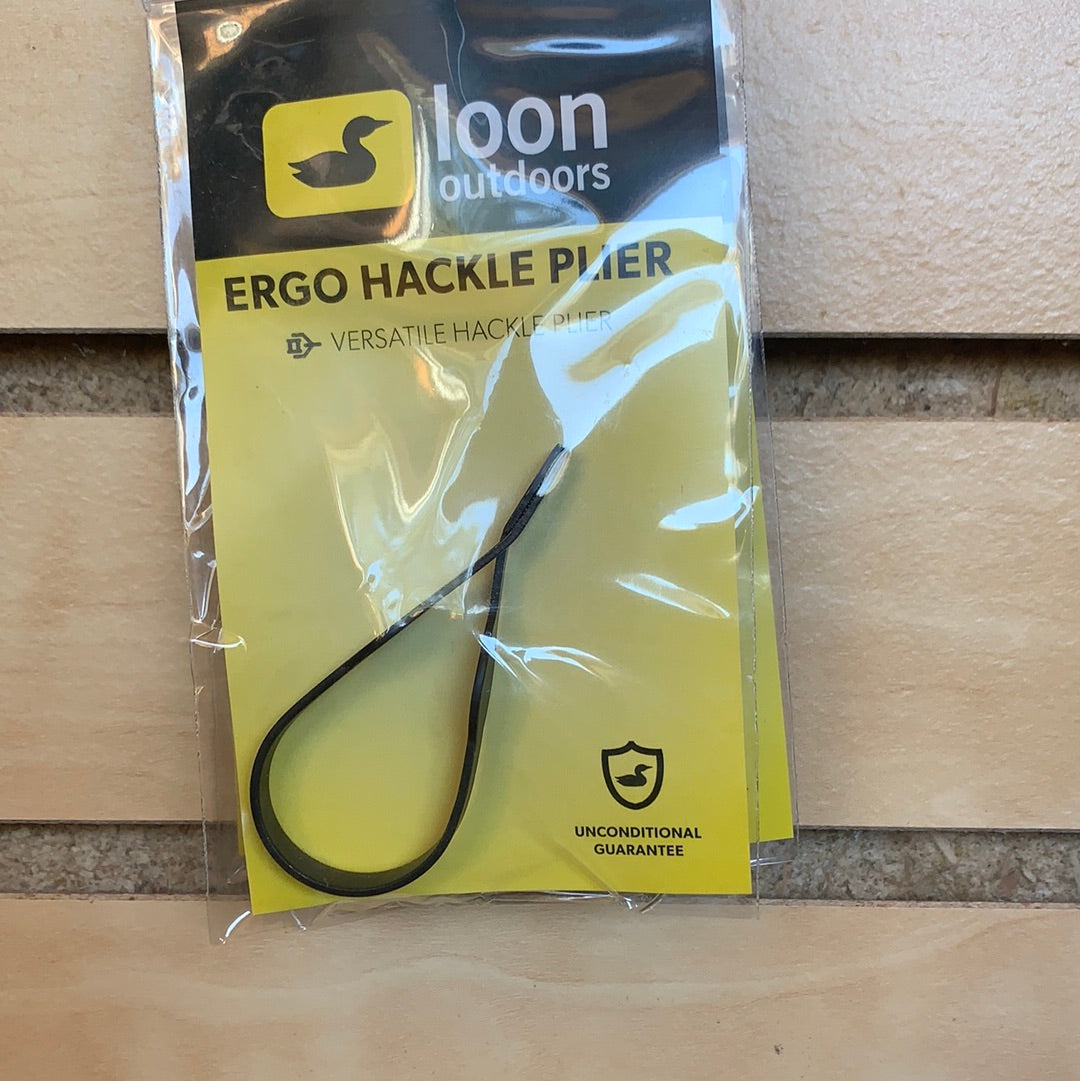 loon
outdoors
ERGO HACKLE PLIER
VERSATILE HACKLE PLIER
UNCONDITIONAL
GUARANTEE